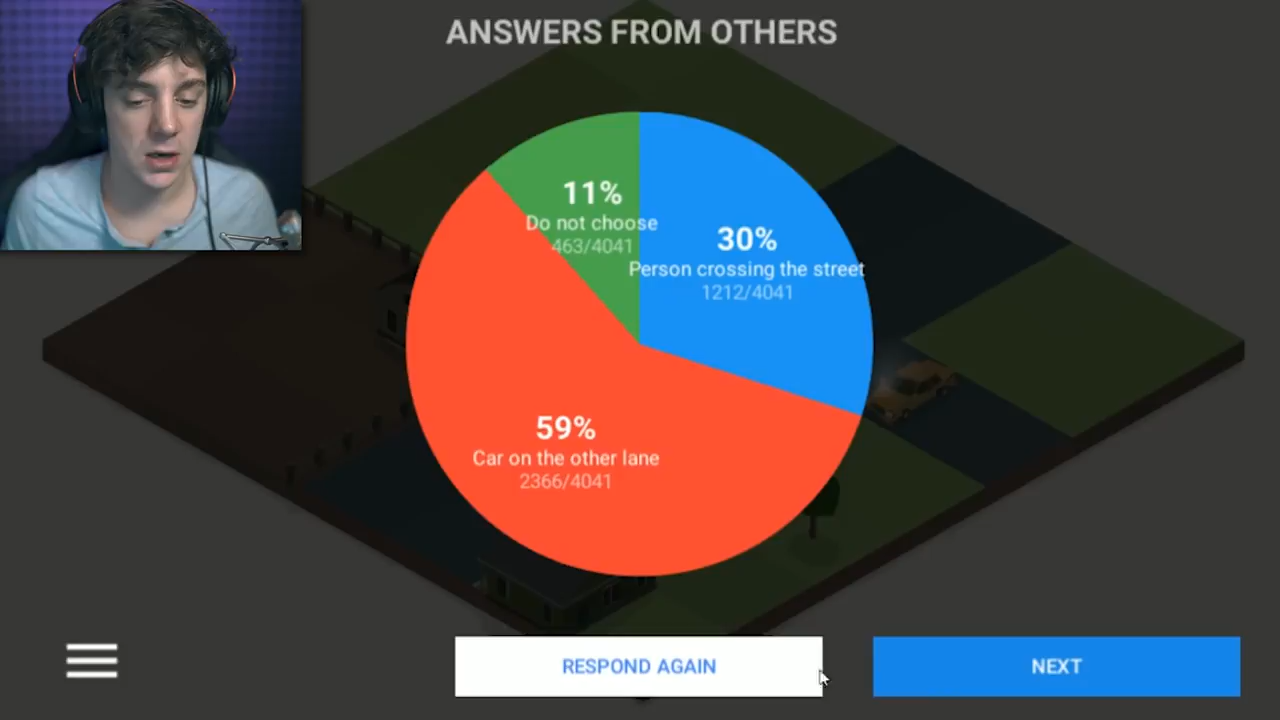 ANSWERS FROM OTHERS
11%
Do not choose
463/4041
30%
Person crossing the street
1212/4041
59%
Car on the other lane
2366/4041
RESPOND AGAIN
NEXT